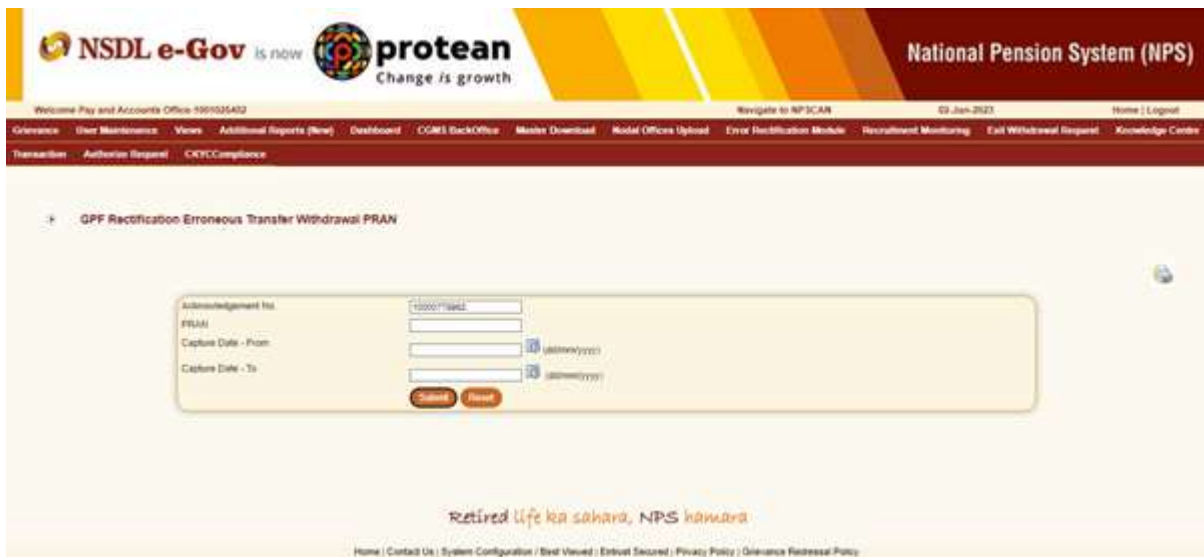 NSDL e-Gov is now protean
Change is growth
National Pension System (NPS)
Welcome Pay and Accounts Office-1001025402 Navigate to NPSCAN 03-Jan-2023 Home | Logout
Grievance User Maintenance Views Additional Reports (New) Dashboard CGMS BackOffice Master Download Nodal Offices Upload Error Rectification Module Recruitment Monitoring Exit Withdrawal Request Knowledge Centre
Transaction Authorize Request CKYCCompliance
GPF Rectification Erroneous Transfer Withdrawal PRAN
Acknowledgement No.
PRAN
Capture Date - From (dd/mm/yyyy)
Capture Date - To (dd/mm/yyyy)
Submit Reset
Retired life ka sahara, NPS hamara
Home | Contact Us | System Configuration / Best Viewed | Entrust Secured | Privacy Policy | Grievance Redressal Policy